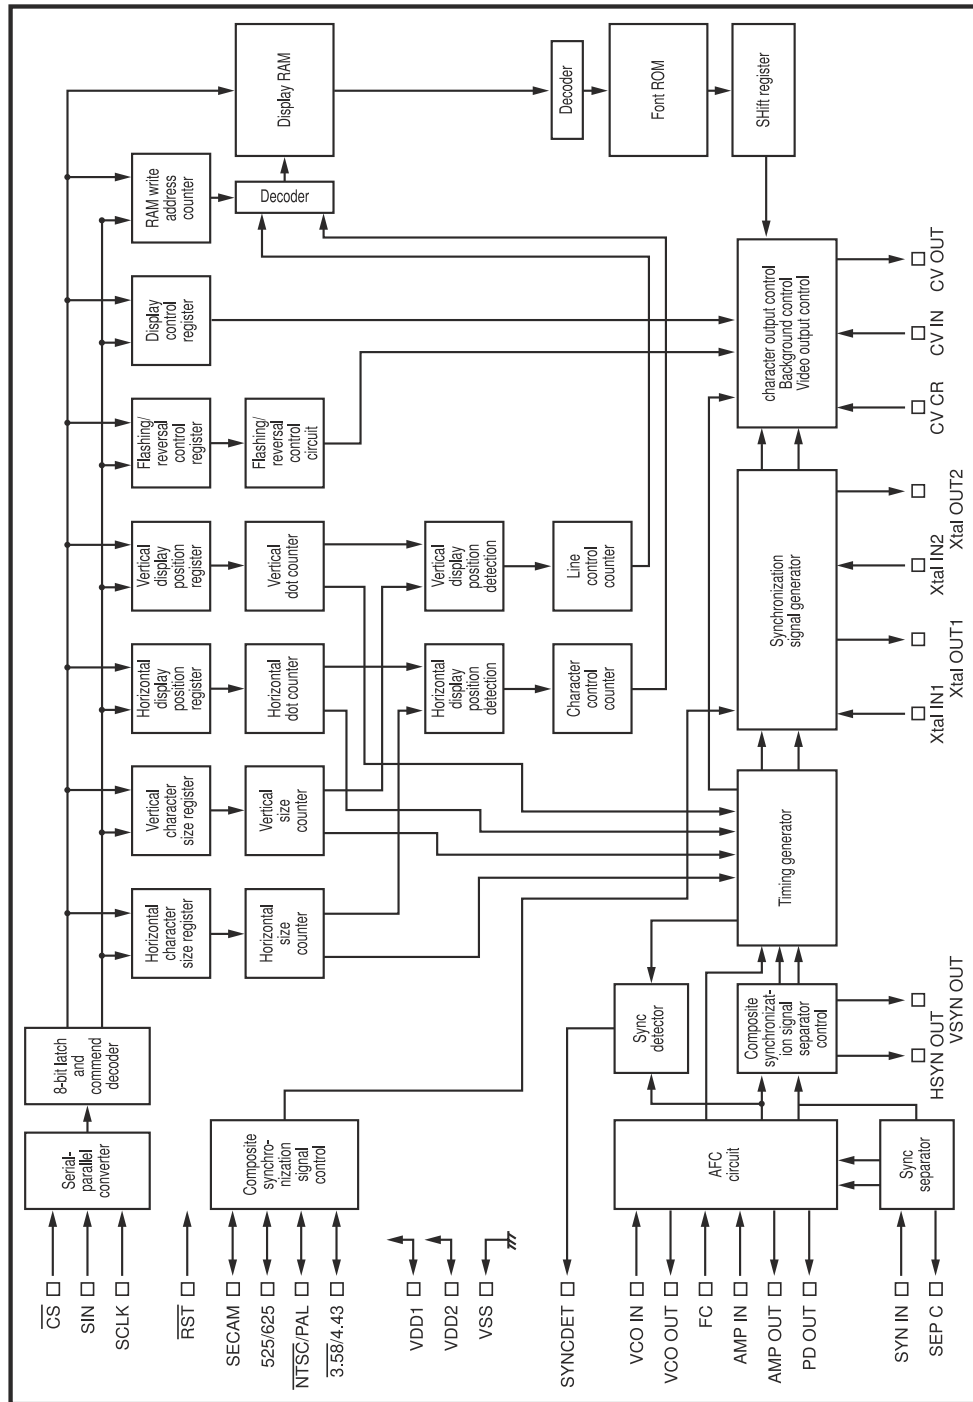 CS
SIN
SCLK
RST
SECAM
525/625
NTSC/PAL
3.58/4.43
VDD1
VDD2
VSS
SYNCDET
VCO IN
VCO OUT
FC
AMP IN
AMP OUT
PD OUT
SYN IN
SEP C
Serial-
parallel
converter
8-bit latch
and
commend
decoder
Composite
synchro-
nization
signal
control
AFC
circuit
Sync
separator
Sync
detector
Composite
synchronizat-
ion signal
separator
control
HSYN OUT
VSYN OUT
Horizontal
character
size register
Horizontal
size
counter
Vertical
character
size register
Vertical
size
counter
Timing generator
Horizontal
display
position
register
Horizontal
dot counter
Horizontal
display
position
detection
Character
control
counter
Vertical
display
position
register
Vertical
dot counter
Vertical
display
position
detection
Line
control
counter
Synchronization
signal generator
Xtal IN1
Xtal OUT1
Xtal IN2
Xtal OUT2
Flashing/
reversal
control
register
Flashing/
reversal
control
circuit
Display
control
register
RAM write
address
counter
Decoder
Display RAM
Decoder
Font ROM
SHift register
character output control
Background control
Video output control
CV CR
CV IN
CV OUT